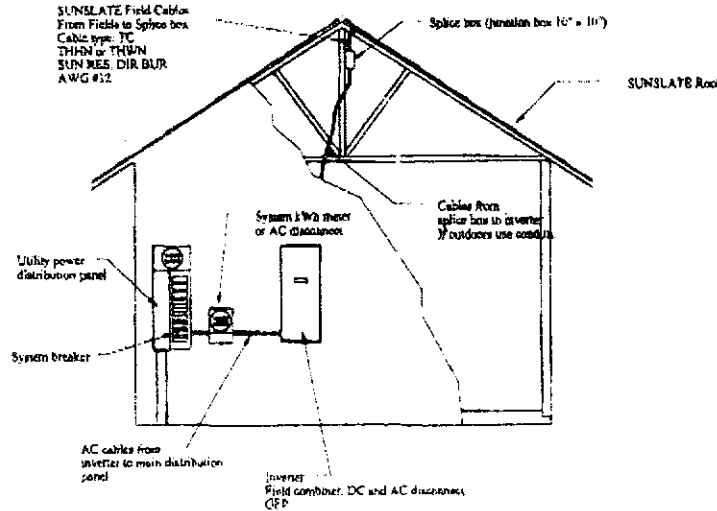 SUNSLATE Field Cables
From Fields to Splice box
Cable type: TC
THHN or THWN
SUN RES, DIR BUR
AWG #12
Splice box (junction box 10" x 10")
SUNSLATE Roof
Cables from
splice box to inverter
If outdoors use conduit
System kWh meter
or AC disconnect
Utility power
distribution panel
System breaker
AC cables from
inverter to main distribution
panel
Inverter
Field combiner, DC and AC disconnect,
GFP